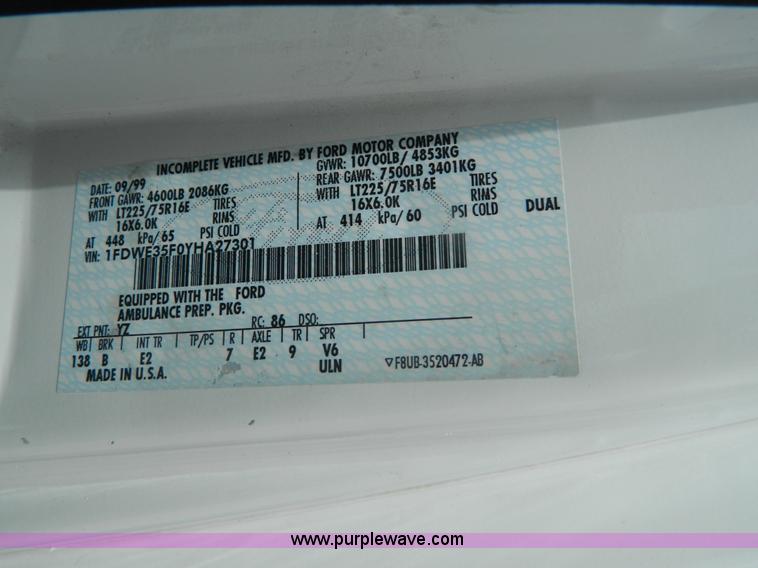 INCOMPLETE VEHICLE MFD. BY FORD MOTOR COMPANY
DATE: 09/99 GVWR: 10700LB/ 4853KG
FRONT GAWR: 4600LB 2086KG REAR GAWR: 7500LB 3401KG
WITH LT225/75R16E TIRES WITH LT225/75R16E TIRES
16X6.0K RIMS 16X6.0K RIMS
AT 448 kPa/65 PSI COLD AT 414 kPa/60 PSI COLD DUAL
VIN: 1FDWE35F0YHA27301
EQUIPPED WITH THE FORD
AMBULANCE PREP. PKG.
EXT PNT: YZ RC: 86 DSO:
WB BRK INT TR TP/PS R AXLE TR SPR
138 B E2 7 E2 9 V6
MADE IN U.S.A. ULN ▽F8UB-3520472-AB
www.purplewave.com